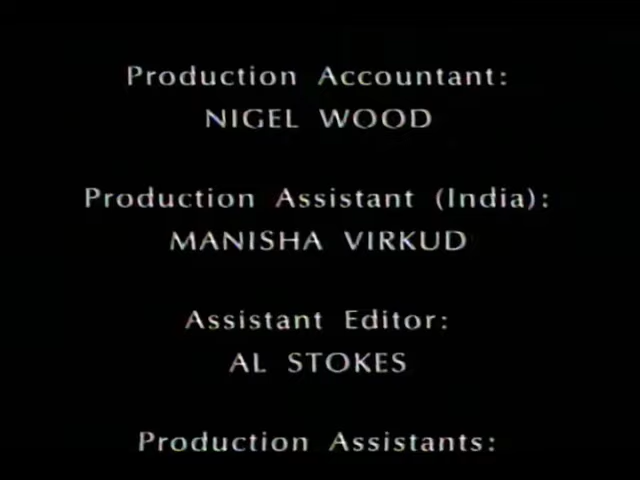 Production Accountant:
NIGEL WOOD
Production Assistant (India):
MANISHA VIRKUD
Assistant Editor:
AL STOKES
Production Assistants: